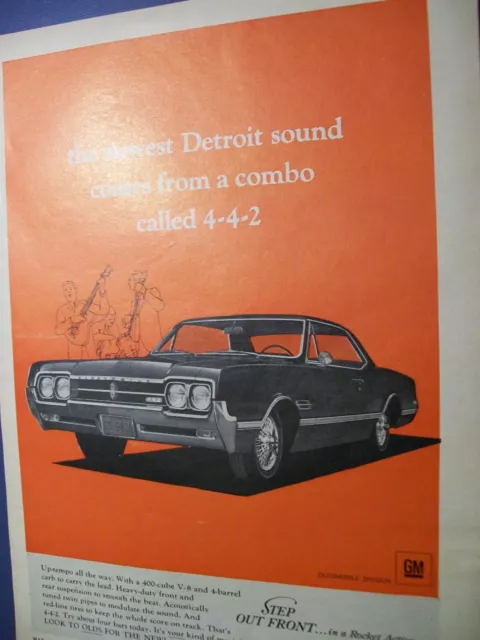 the newest Detroit sound
comes from a combo
called 4-4-2
OLDSMOBILE DIVISION
GM
Up-tempo all the way. With a 400-cube V-8 and 4-barrel
carb to carry the lead. Heavy-duty front and
rear suspension to smooth the beat. Acoustically
tuned twin pipes to modulate the sound. And
red-line tires to keep the whole score on track. That's
4-4-2. Try about four bars today. It's your kind of
LOOK TO OLDS FOR THE NEW
STEP
OUT FRONT
...in a Rocket